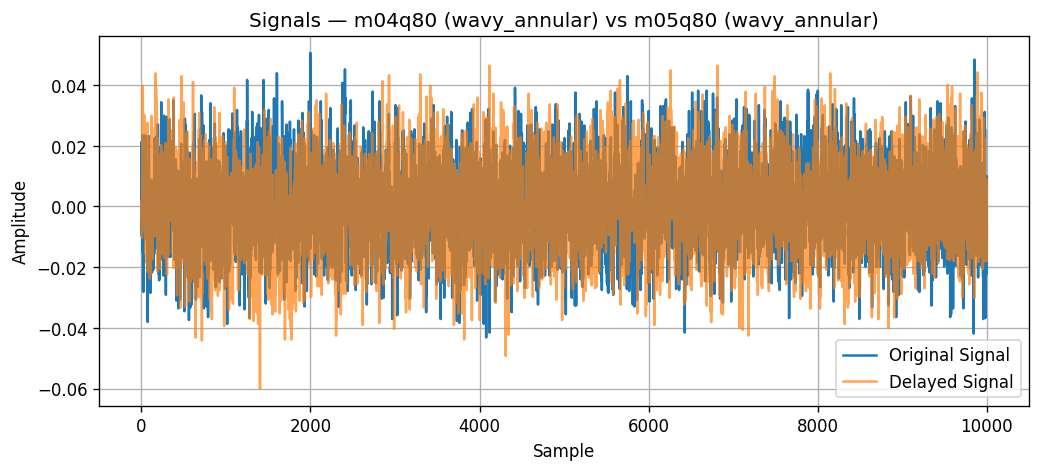 Signals — m04q80 (wavy_annular) vs m05q80 (wavy_annular)
Amplitude
0.04
0.02
0.00
−0.02
−0.04
−0.06
Original Signal
Delayed Signal
0 2000 4000 6000 8000 10000
Sample